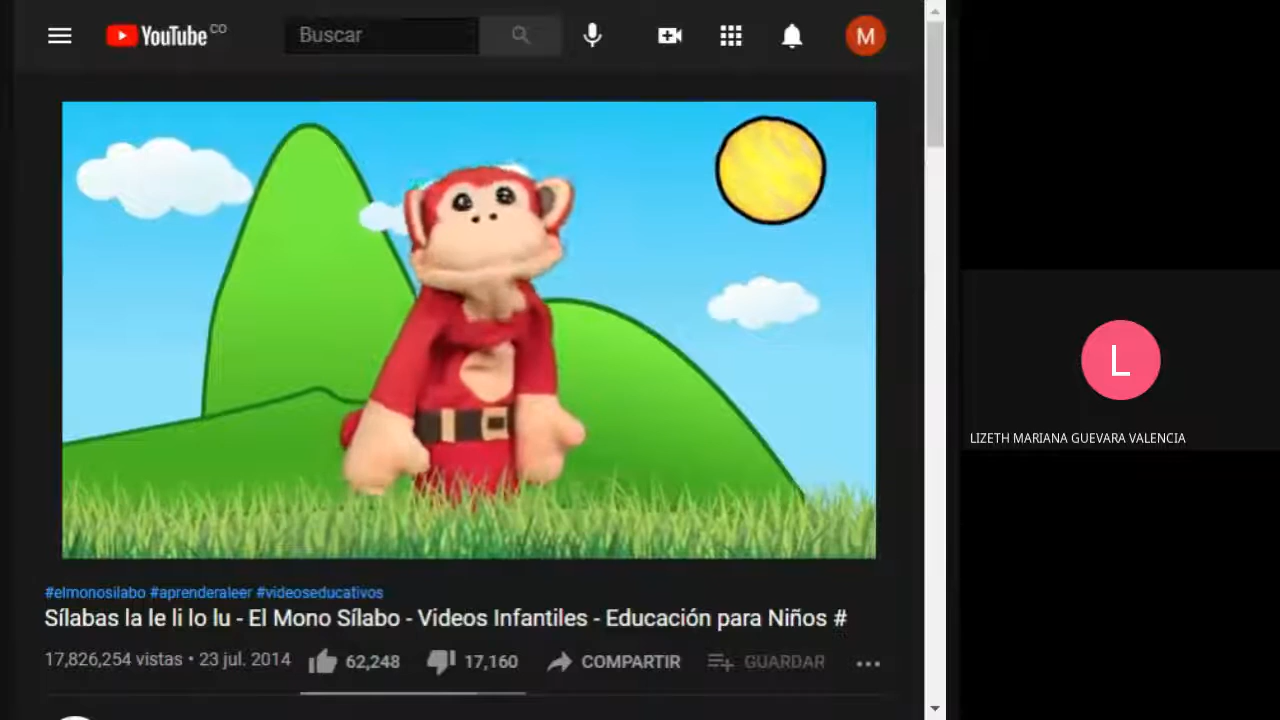 YouTube CO
Buscar
M
#elmonosilabo #aprenderaleer #videoseducativos
Sílabas la le li lo lu - El Mono Sílabo - Videos Infantiles - Educación para Niños #
17,826,254 vistas • 23 jul. 2014
62,248
17,160
COMPARTIR
GUARDAR
L
LIZETH MARIANA GUEVARA VALENCIA